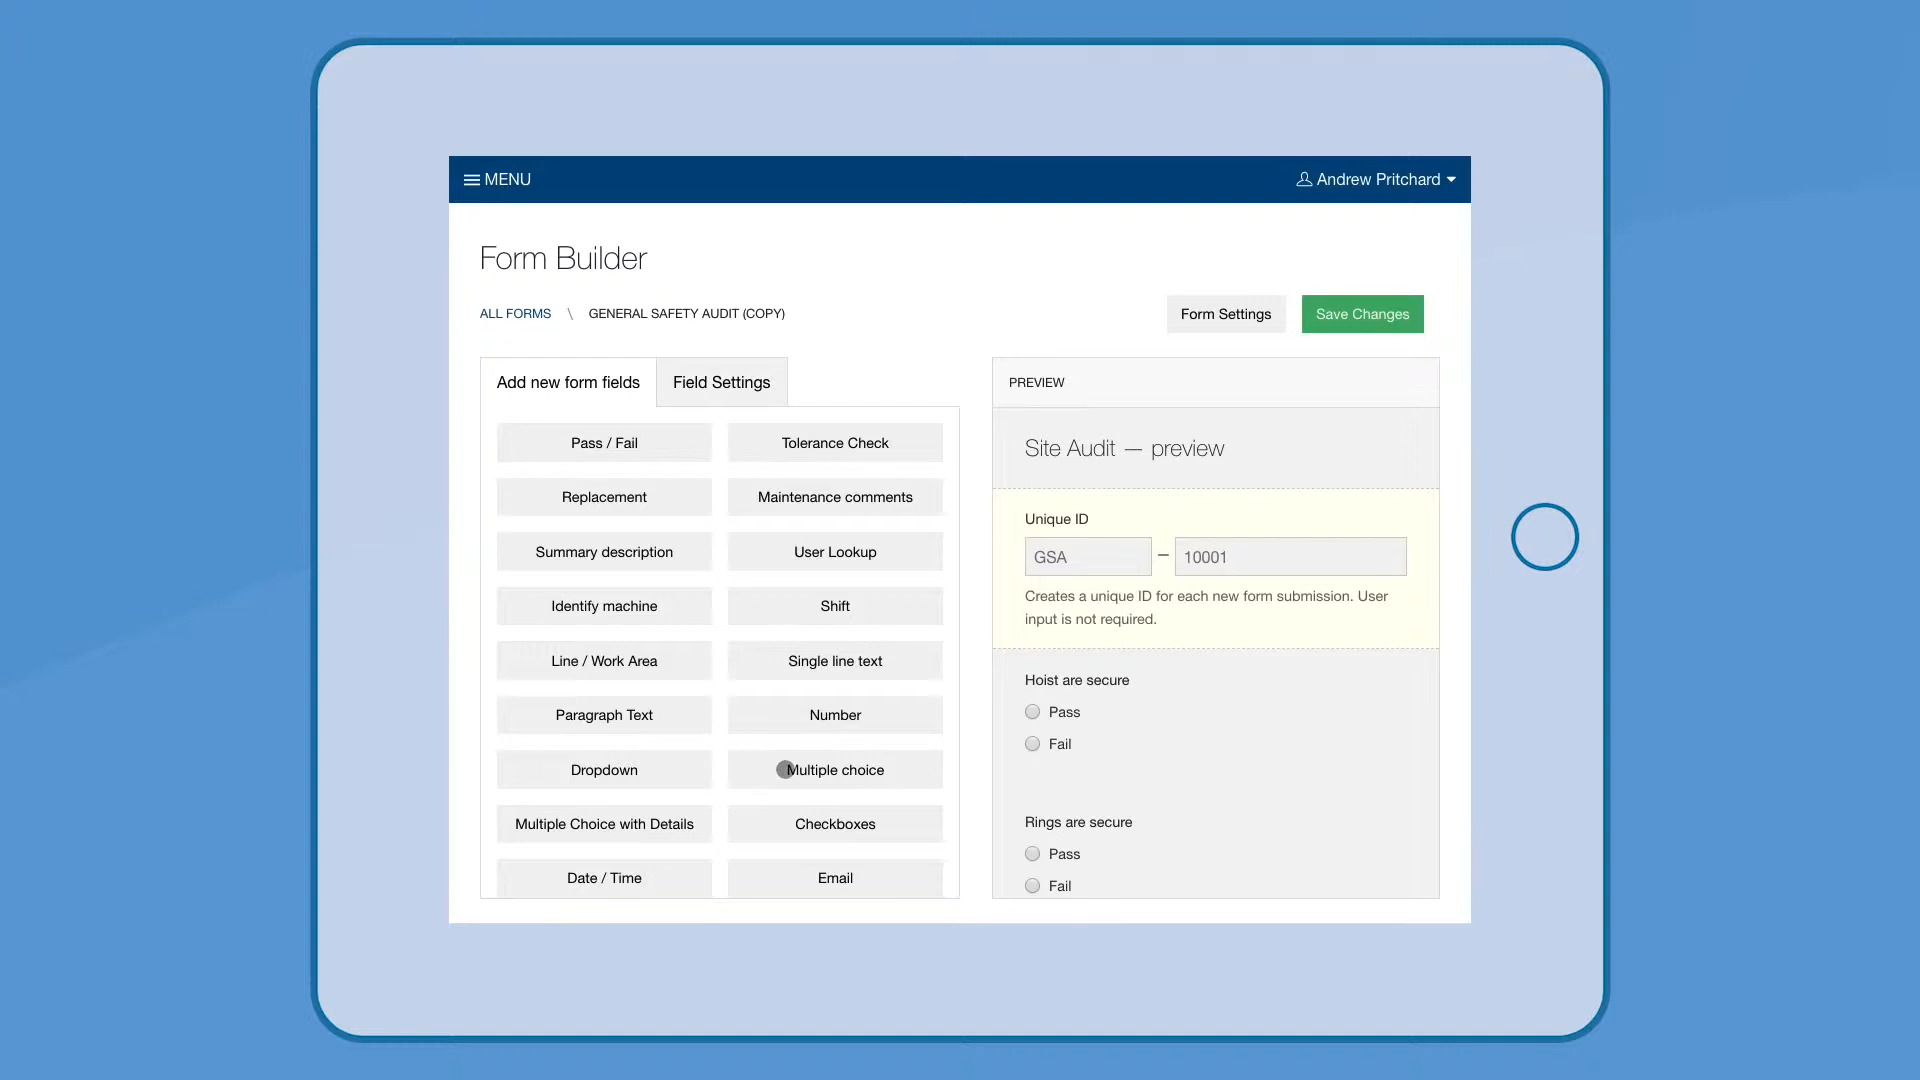 MENU
Andrew Pritchard
Form Builder
ALL FORMS \ GENERAL SAFETY AUDIT (COPY)
Form Settings
Save Changes
Add new form fields
Field Settings
Pass / Fail
Tolerance Check
Replacement
Maintenance comments
Summary description
User Lookup
Identify machine
Shift
Line / Work Area
Single line text
Paragraph Text
Number
Dropdown
Multiple choice
Multiple Choice with Details
Checkboxes
Date / Time
Email
PREVIEW
Site Audit — preview
Unique ID
GSA – 10001
Creates a unique ID for each new form submission. User
input is not required.
Hoist are secure
Pass
Fail
Rings are secure
Pass
Fail